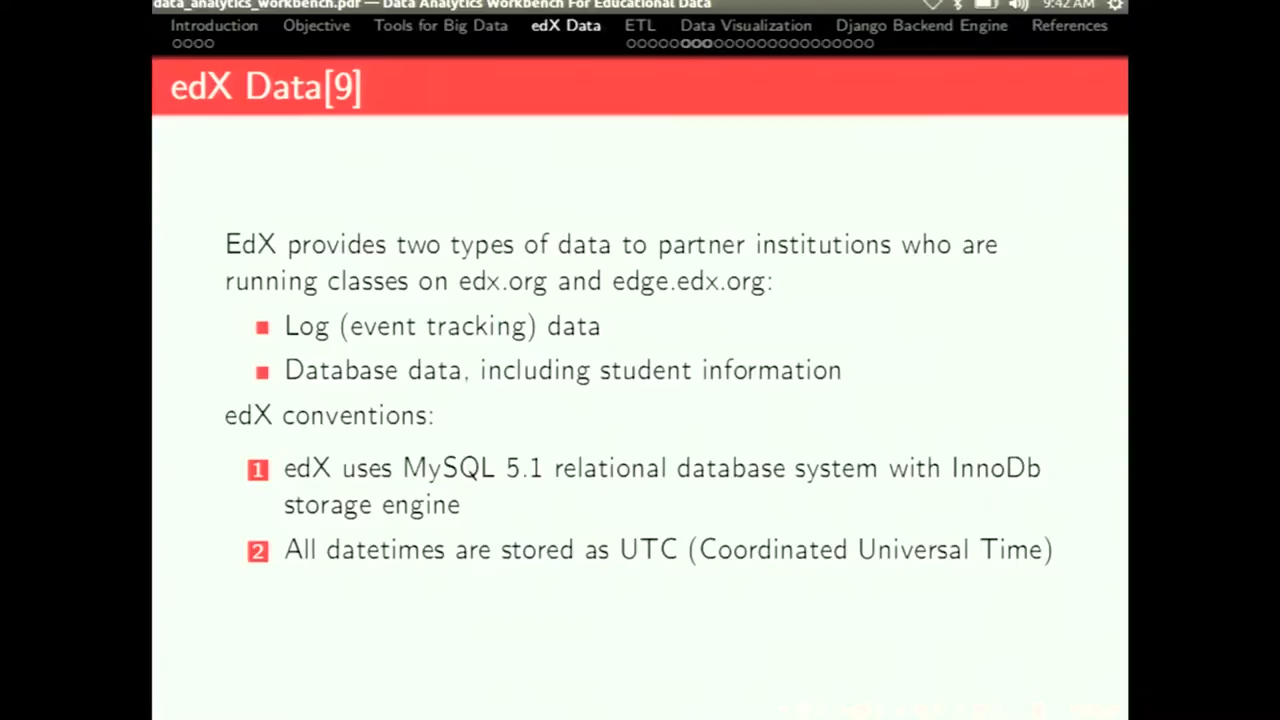 data_analytics_workbench.pdf — Data Analytics Workbench For Educational Data 9:42 AM
Introduction Objective Tools for Big Data edX Data ETL Data Visualization Django Backend Engine References
edX Data[9]
EdX provides two types of data to partner institutions who are
running classes on edx.org and edge.edx.org:
Log (event tracking) data
Database data, including student information
edX conventions:
1 edX uses MySQL 5.1 relational database system with InnoDb
storage engine
2 All datetimes are stored as UTC (Coordinated Universal Time)